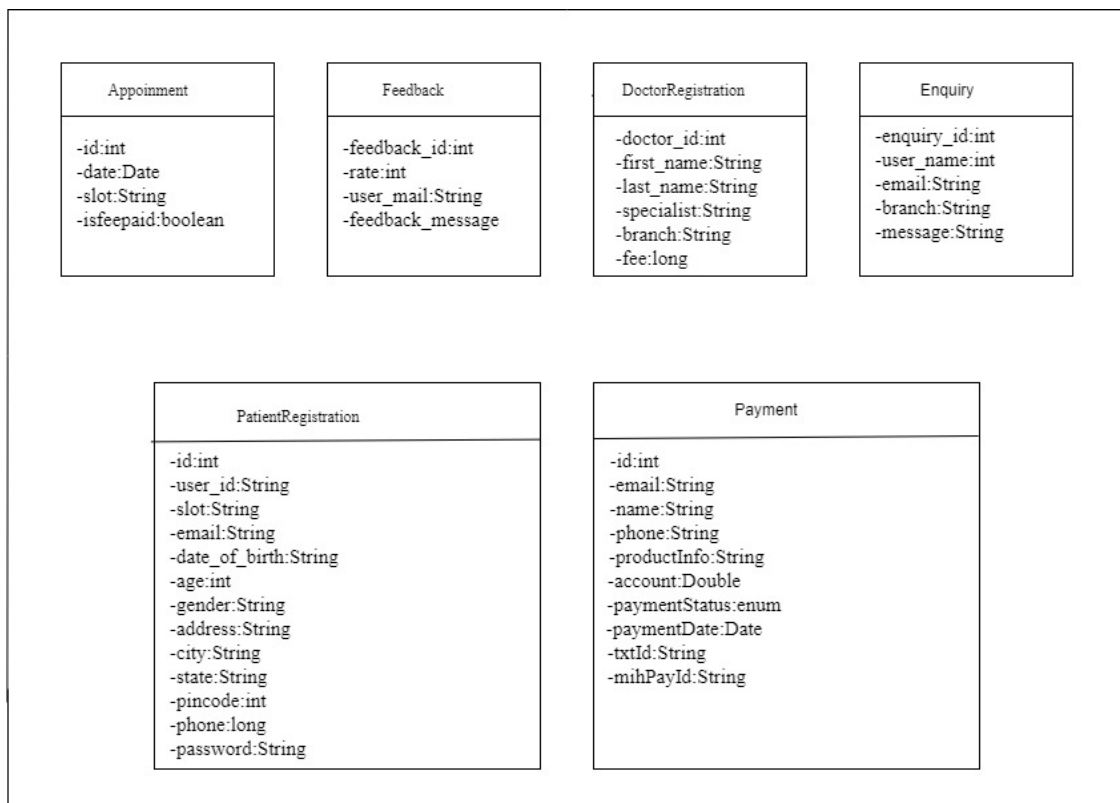 Appoinment
-id:int
-date:Date
-slot:String
-isfeepaid:boolean
Feedback
-feedback_id:int
-rate:int
-user_mail:String
-feedback_message
DoctorRegistration
-doctor_id:int
-first_name:String
-last_name:String
-specialist:String
-branch:String
-fee:long
Enquiry
-enquiry_id:int
-user_name:int
-email:String
-branch:String
-message:String
PatientRegistration
-id:int
-user_id:String
-slot:String
-email:String
-date_of_birth:String
-age:int
-gender:String
-address:String
-city:String
-state:String
-pincode:int
-phone:long
-password:String
Payment
-id:int
-email:String
-name:String
-phone:String
-productInfo:String
-account:Double
-paymentStatus:enum
-paymentDate:Date
-txtId:String
-mihPayId:String